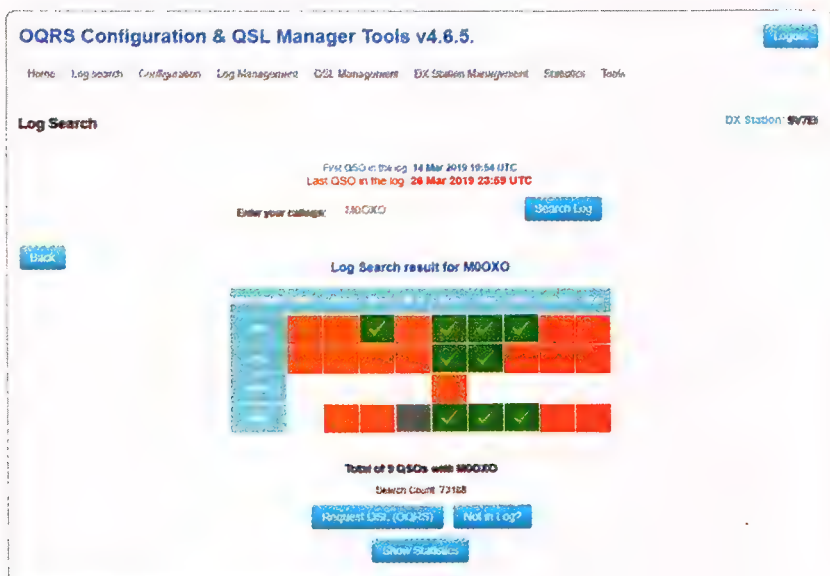 OQRS Configuration & QSL Manager Tools v4.6.5.
Logout
Home Log search Configuration Log Management QSL Management DX Station Management Statistics Tools
Log Search
DX Station:
First QSO in the log 14 Mar 2019 19:54 UTC
Last QSO in the log 26 Mar 2019 23:59 UTC
Enter your callsign: M0OXO
Search Log
Back
Log Search result for M0OXO
Total of 9 QSOs with M0OXO
Search Count: 73188
Request QSL (OQRS)
Not in Log?
Show Statistics